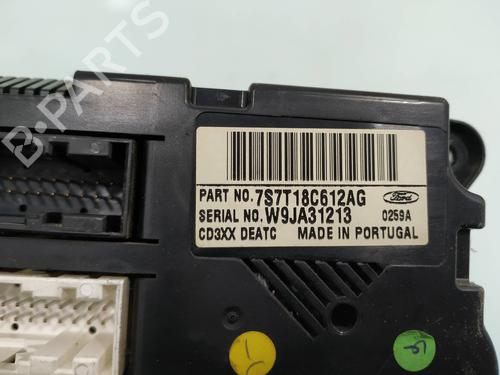 B-PARTS
PART NO. 7S7T18C612AG
Ford
SERIAL NO. W9JA31213 0259A
CD3XX DEATC MADE IN PORTUGAL